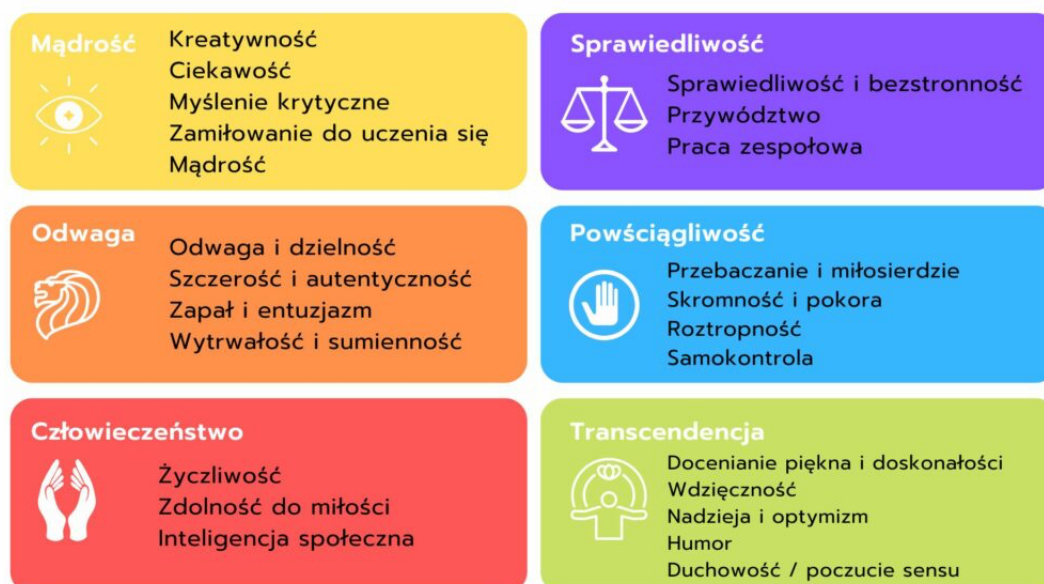 Mądrość
Kreatywność
Ciekawość
Myślenie krytyczne
Zamiłowanie do uczenia się
Mądrość
Sprawiedliwość
Sprawiedliwość i bezstronność
Przywództwo
Praca zespołowa
Odwaga
Odwaga i dzielność
Szczerość i autentyczność
Zapał i entuzjazm
Wytrwałość i sumienność
Powściągliwość
Przebaczanie i miłosierdzie
Skromność i pokora
Roztropność
Samokontrola
Człowieczeństwo
Życzliwość
Zdolność do miłości
Inteligencja społeczna
Transcendencja
Docenianie piękna i doskonałości
Wdzięczność
Nadzieja i optymizm
Humor
Duchowość / poczucie sensu